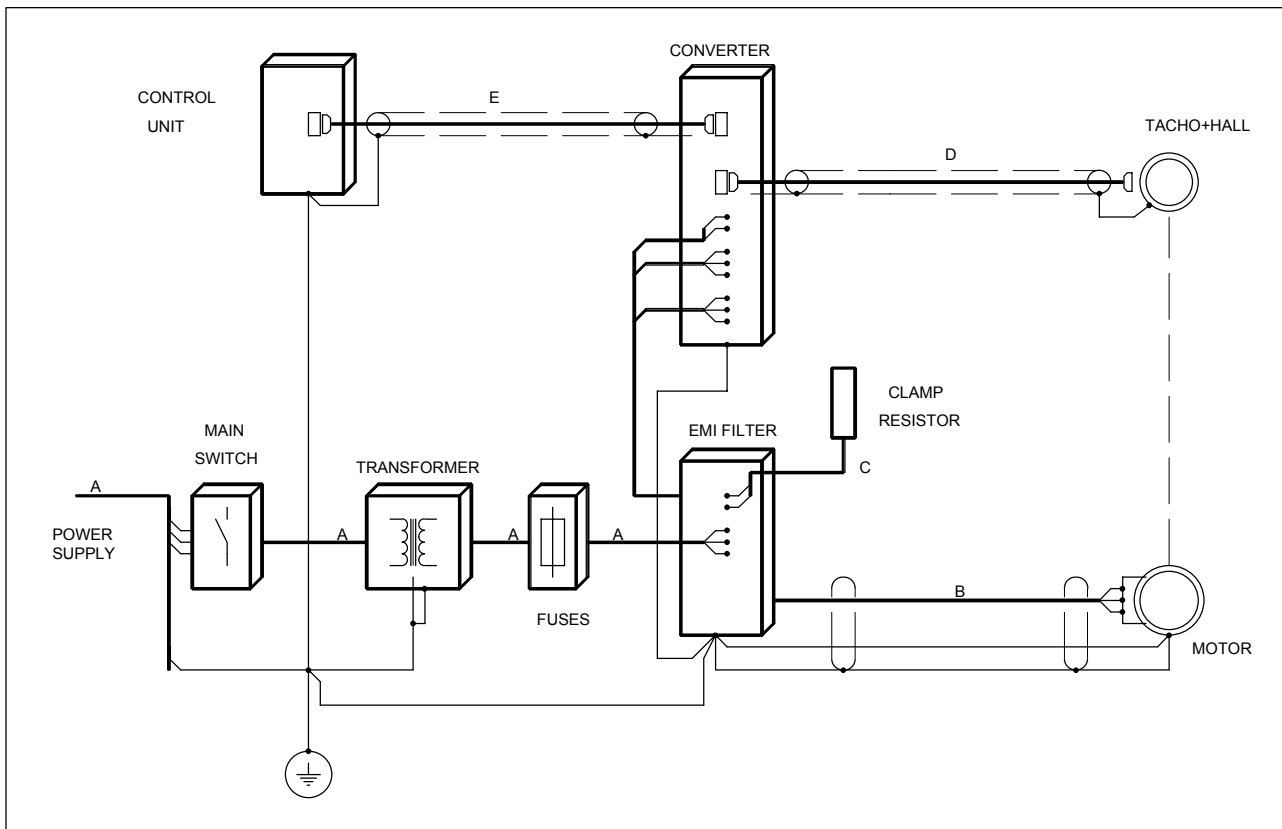 CONVERTER
CONTROL
UNIT
E
TACHO+HALL
D
CLAMP
RESISTOR
MAIN
SWITCH
EMI FILTER
TRANSFORMER
C
A
POWER
SUPPLY
A
A
A
B
FUSES
MOTOR